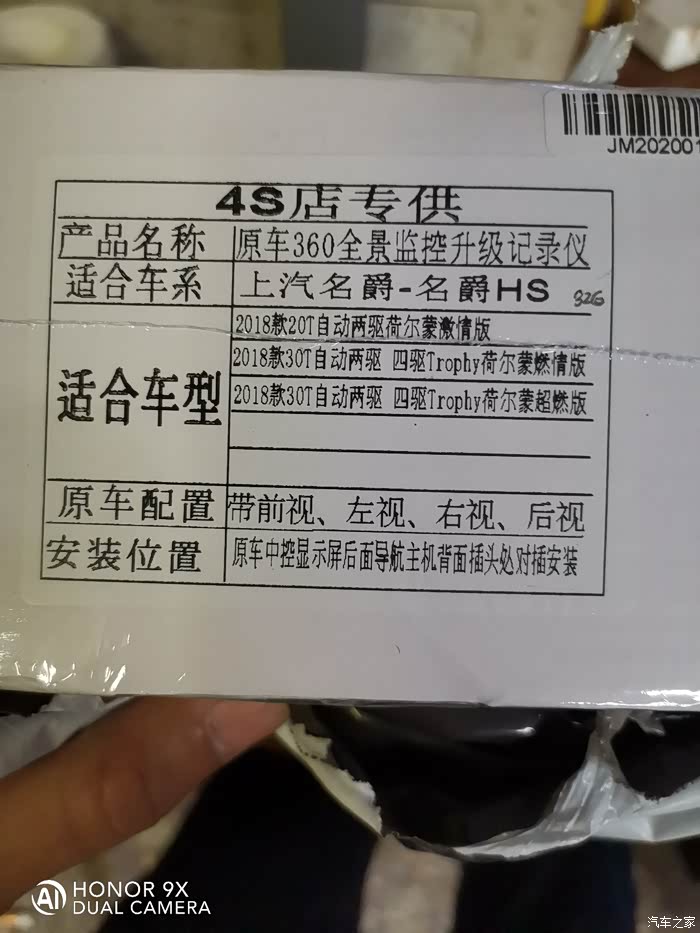 JM202001
4S店专供
产品名称 原车360全景监控升级记录仪
适合车系 上汽名爵-名爵HS 326
适合车型
2018款20T自动两驱荷尔蒙激情版
2018款30T自动两驱 四驱Trophy荷尔蒙燃情版
2018款30T自动两驱 四驱Trophy荷尔蒙超燃版
原车配置 带前视、左视、右视、后视
安装位置 原车中控显示屏后面导航主机背面插头处对插安装
HONOR 9X
DUAL CAMERA
汽车之家